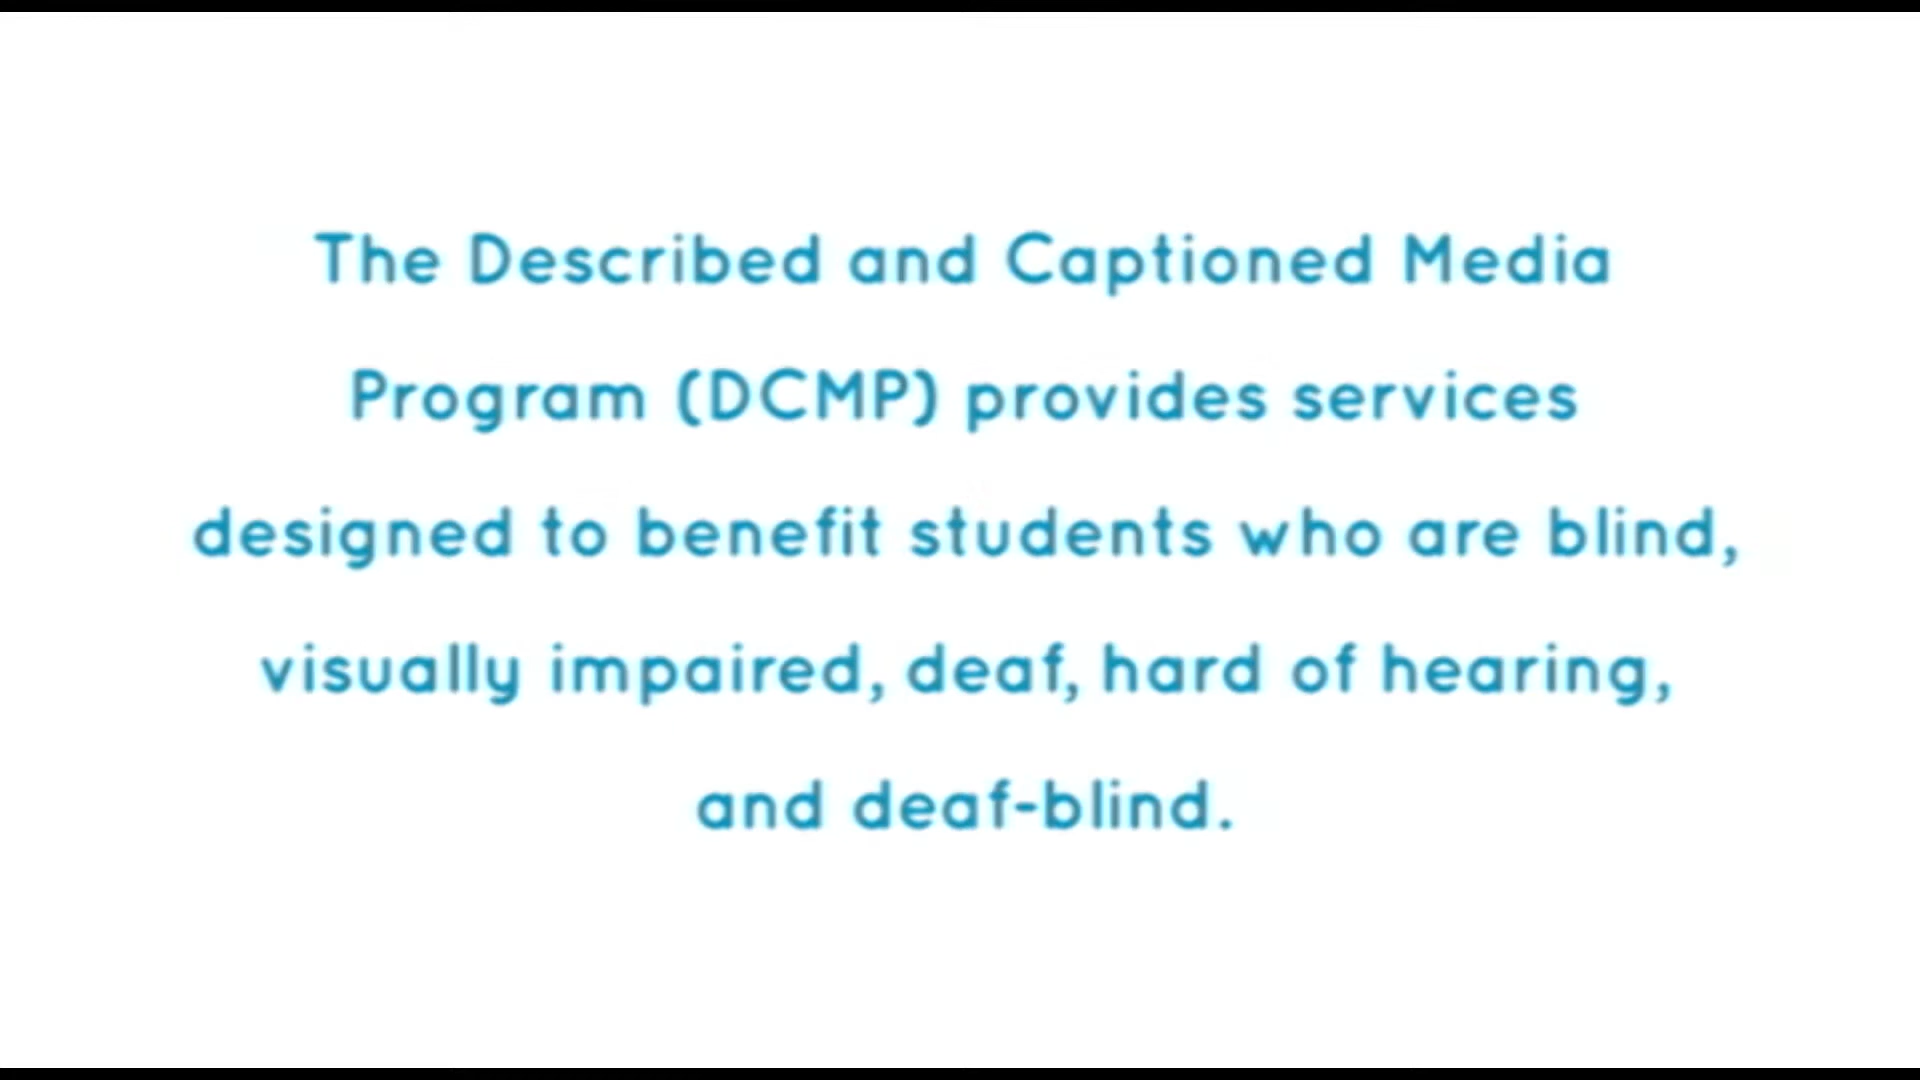 The Described and Captioned Media
Program (DCMP) provides services
designed to benefit students who are blind,
visually impaired, deaf, hard of hearing,
and deaf-blind.